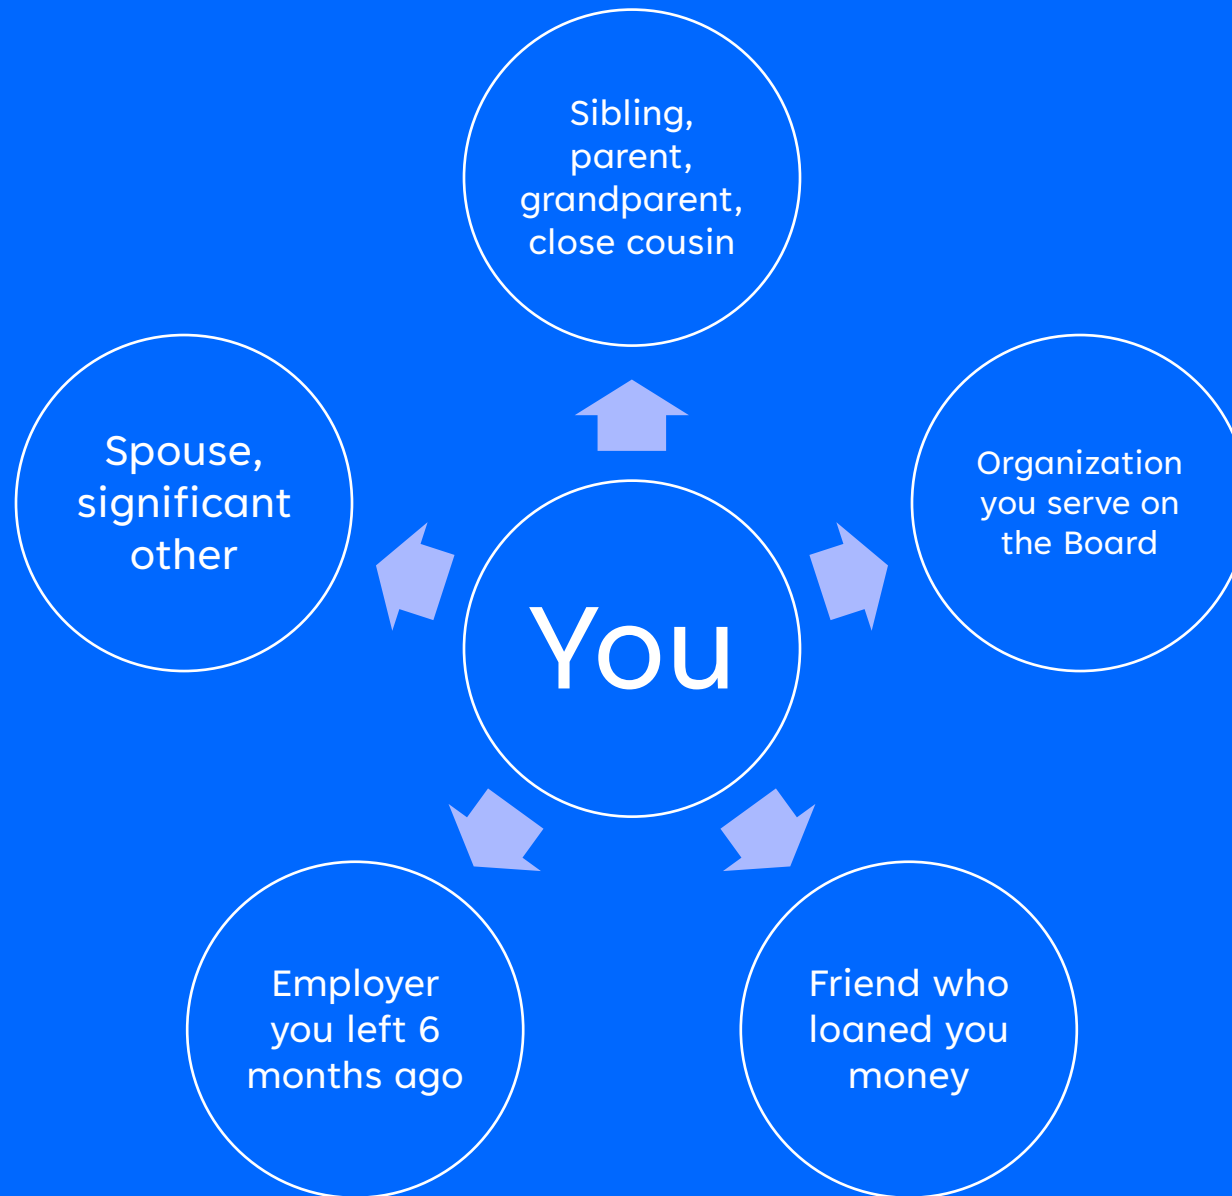 Sibling,
parent,
grandparent,
close cousin
Spouse,
significant
other
Organization
you serve on
the Board
You
Employer
you left 6
months ago
Friend who
loaned you
money